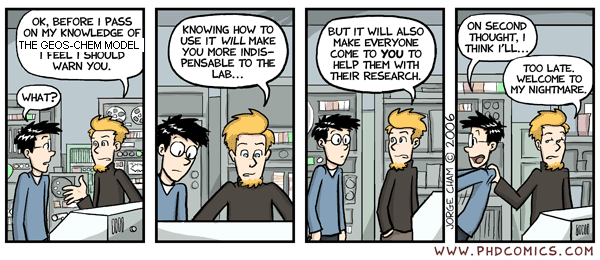 OK, BEFORE I PASS
ON MY KNOWLEDGE OF
THE GEOS-CHEM MODEL
I FEEL I SHOULD
WARN YOU.
WHAT?
KNOWING HOW TO
USE IT WILL MAKE
YOU MORE INDIS-
PENSABLE TO THE
LAB...
BUT IT WILL ALSO
MAKE EVERYONE
COME TO YOU TO
HELP THEM WITH
THEIR RESEARCH.
ON SECOND
THOUGHT, I
THINK I'LL...
TOO LATE.
WELCOME TO
MY NIGHTMARE.
JORGE CHAM © 2006
WWW.PHDCOMICS.COM